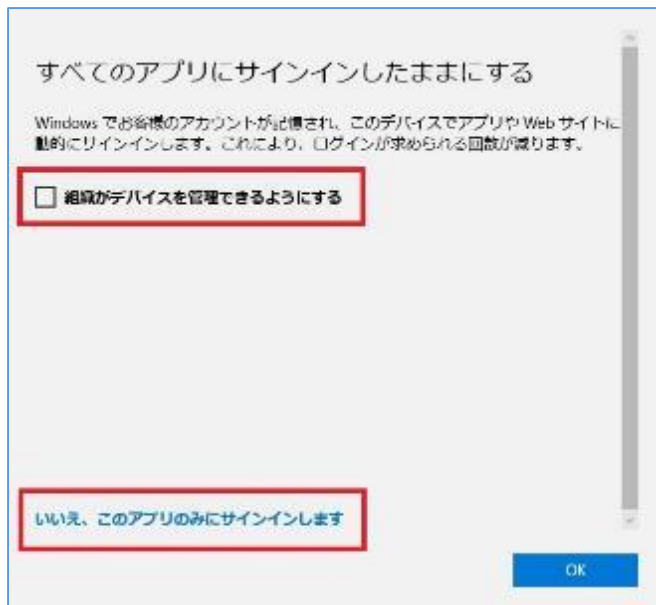 すべてのアプリにサインインしたままにする
Windows でお客様のアカウントが記憶され、このデバイスでアプリや Web サイトに
動的にサインインします。これにより、ログインが求められる回数が減ります。
組織がデバイスを管理できるようにする
いいえ、このアプリのみにサインインします
OK